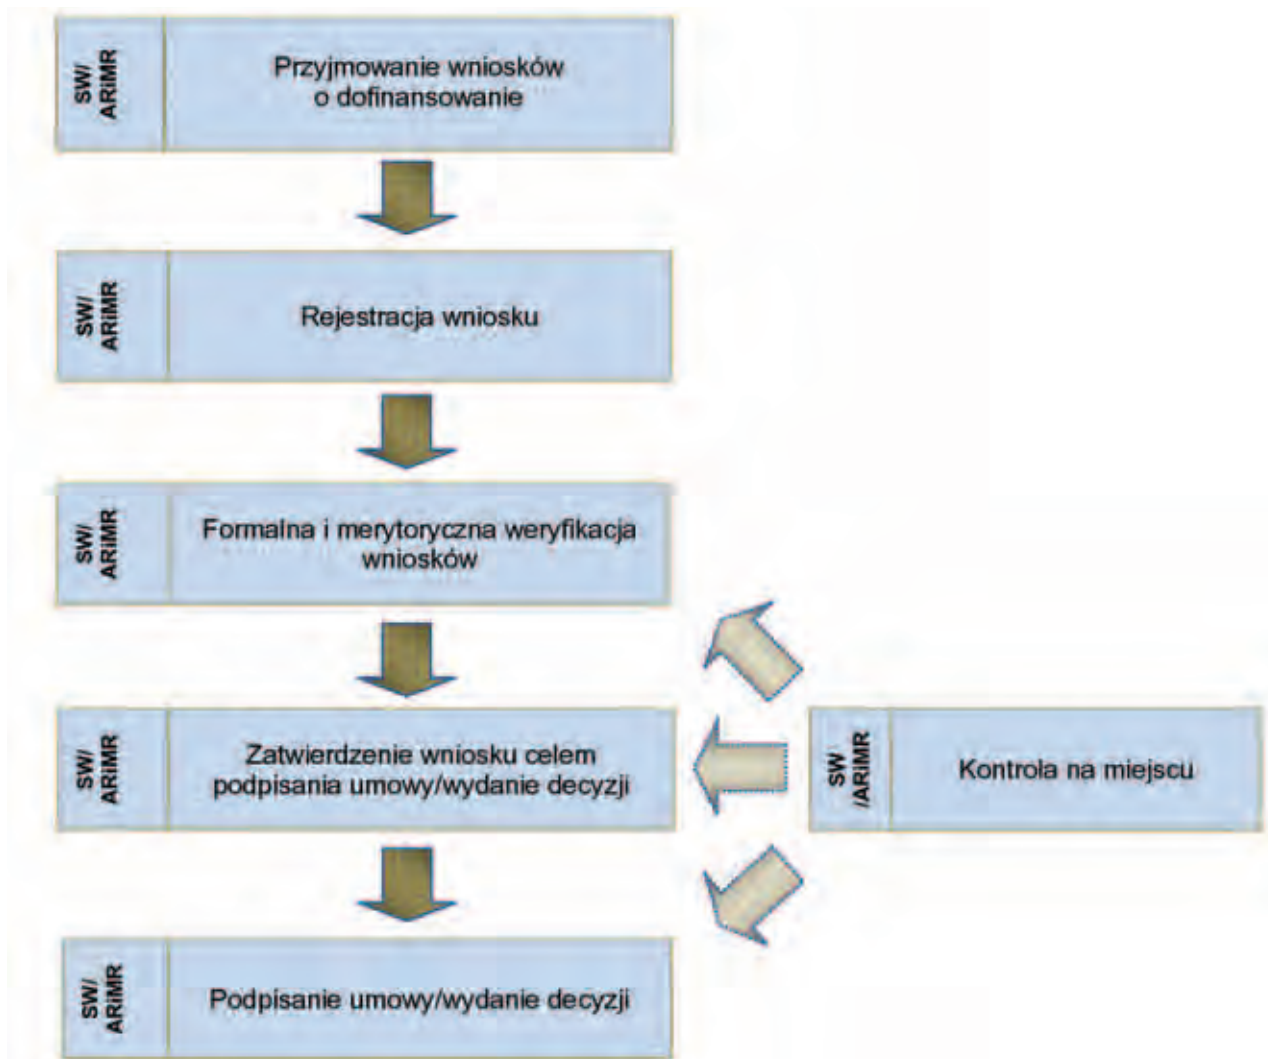 SW/
ARiMR
Przyjmowanie wniosków
o dofinansowanie
SW/
ARiMR
Rejestracja wniosku
SW/
ARiMR
Formalna i merytoryczna weryfikacja
wniosków
SW/
ARiMR
Zatwierdzenie wniosku celem
podpisania umowy/wydanie decyzji
SW
/ARiMR
Kontrola na miejscu
SW/
ARiMR
Podpisanie umowy/wydanie decyzji